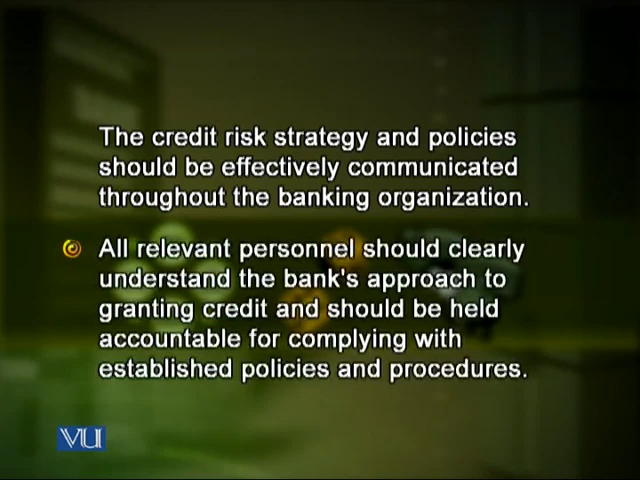 The credit risk strategy and policies
should be effectively communicated
throughout the banking organization.
All relevant personnel should clearly
understand the bank's approach to
granting credit and should be held
accountable for complying with
established policies and procedures.
VU